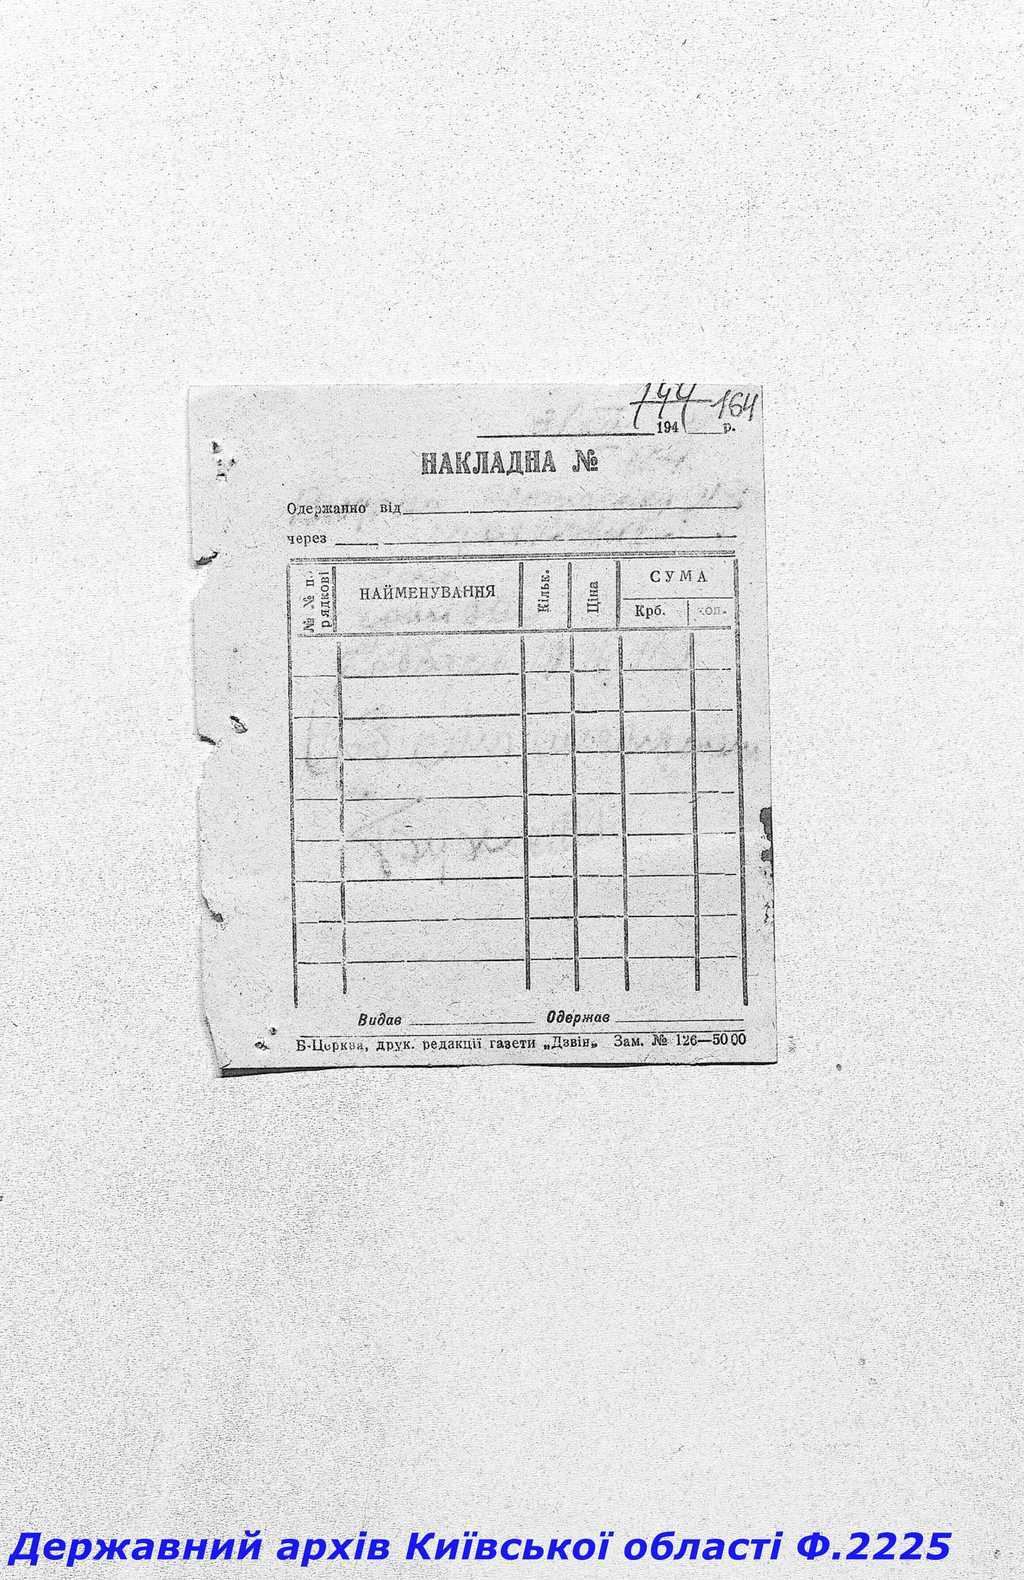 144 164
194 р.
НАКЛАДНА №
Одержанно від
через
№ № п. рядкові НАЙМЕНУВАННЯ Кільк. Ціна СУМА
Крб. коп.
Видав Одержав
Б-Церква, друк. редакції газети „Дзвін„ Зам. № 126—5000
Державний архів Київської області Ф.2225